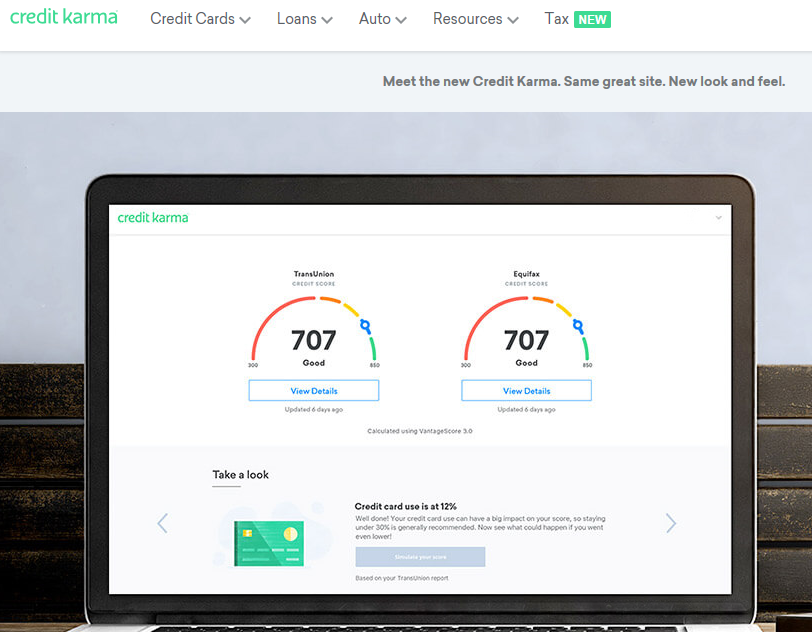 credit karma
Credit Cards Loans Auto Resources Tax NEW
Meet the new Credit Karma. Same great site. New look and feel.
credit karma
TransUnion
CREDIT SCORE
707
Good
300 850
View Details
Updated 6 days ago
Equifax
CREDIT SCORE
707
Good
300 850
View Details
Updated 6 days ago
Calculated using VantageScore 3.0
Take a look
Credit card use is at 12%
Well done! Your credit card use can have a big impact on your score, so staying
under 30% is generally recommended. Now see what could happen if you went
even lower!
Simulate your score
Based on your TransUnion report